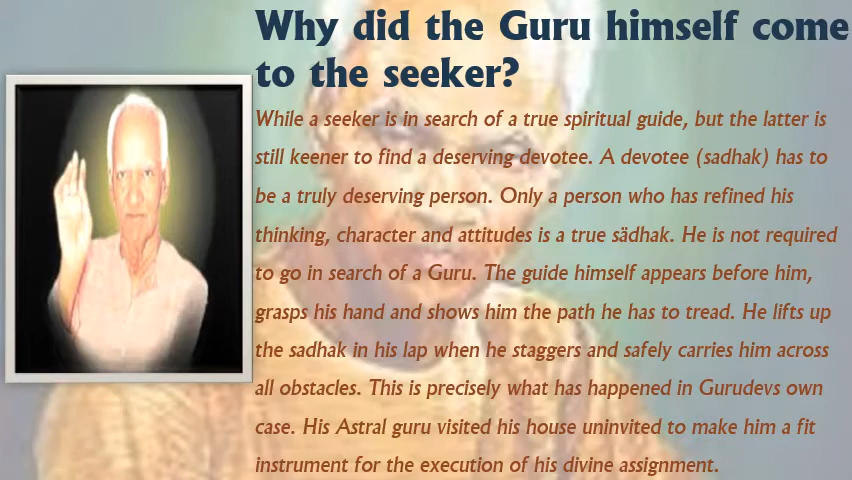 Why did the Guru himself come
to the seeker?
While a seeker is in search of a true spiritual guide, but the latter is
still keener to find a deserving devotee. A devotee (sadhak) has to
be a truly deserving person. Only a person who has refined his
thinking, character and attitudes is a true sädhak. He is not required
to go in search of a Guru. The guide himself appears before him,
grasps his hand and shows him the path he has to tread. He lifts up
the sadhak in his lap when he staggers and safely carries him across
all obstacles. This is precisely what has happened in Gurudevs own
case. His Astral guru visited his house uninvited to make him a fit
instrument for the execution of his divine assignment.